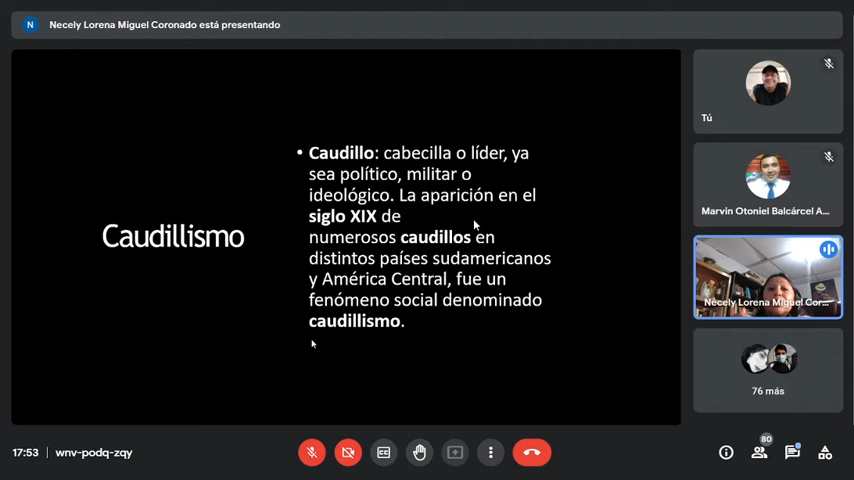 N Necely Lorena Miguel Coronado está presentando
Caudillismo
• Caudillo: cabecilla o líder, ya
sea político, militar o
ideológico. La aparición en el
siglo XIX de
numerosos caudillos en
distintos países sudamericanos
y América Central, fue un
fenómeno social denominado
caudillismo.
Tú
Marvin Otoniel Balcárcel A...
Necely Lorena Miguel Cor...
76 más
17:53 | wnv-podq-zqy
80